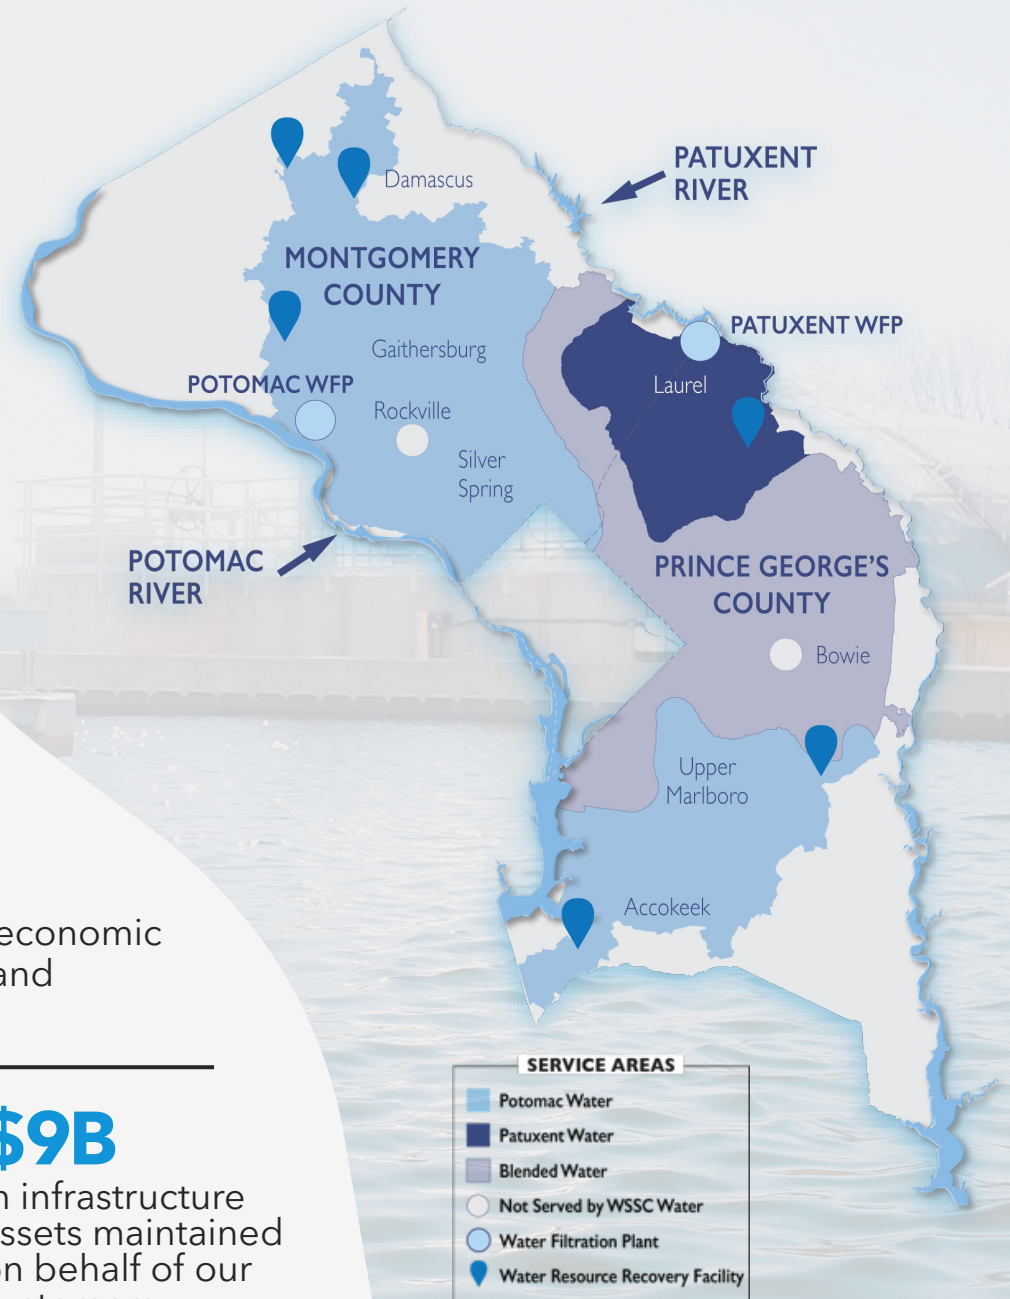 PATUXENT
RIVER
Damascus
MONTGOMERY
COUNTY
PATUXENT WFP
Gaithersburg
POTOMAC WFP
Laurel
Rockville
Silver
Spring
POTOMAC
RIVER
PRINCE GEORGE'S
COUNTY
Bowie
Upper
Marlboro
Accokeek
economic
and
$9B
infrastructure
maintained
behalf of our
SERVICE AREAS
Potomac Water
Patuxent Water
Blended Water
Not Served by WSSC Water
Water Filtration Plant
Water Resource Recovery Facility